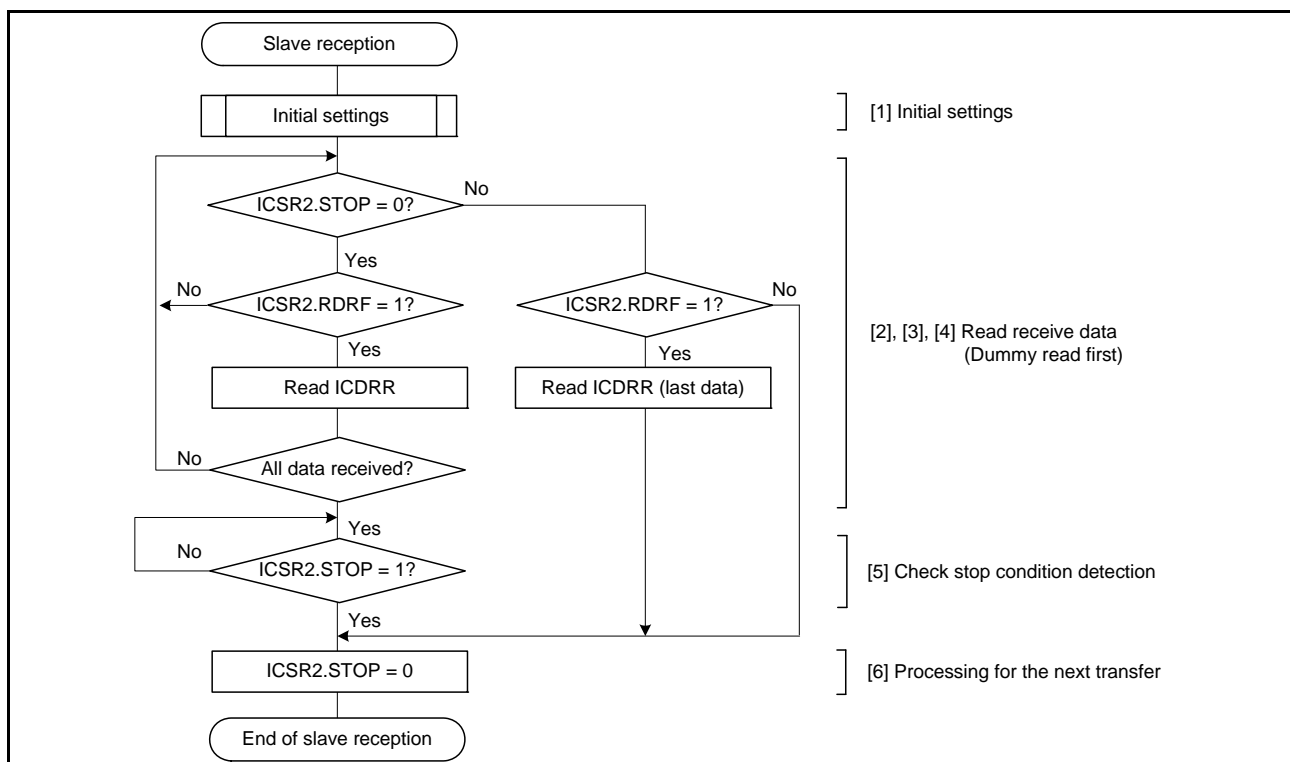 Slave reception
Initial settings
[1] Initial settings
ICSR2.STOP = 0?
No
Yes
No
ICSR2.RDRF = 1?
ICSR2.RDRF = 1?
No
[2], [3], [4] Read receive data
(Dummy read first)
Yes
Yes
Read ICDRR
Read ICDRR (last data)
No
All data received?
Yes
No
ICSR2.STOP = 1?
[5] Check stop condition detection
Yes
ICSR2.STOP = 0
[6] Processing for the next transfer
End of slave reception